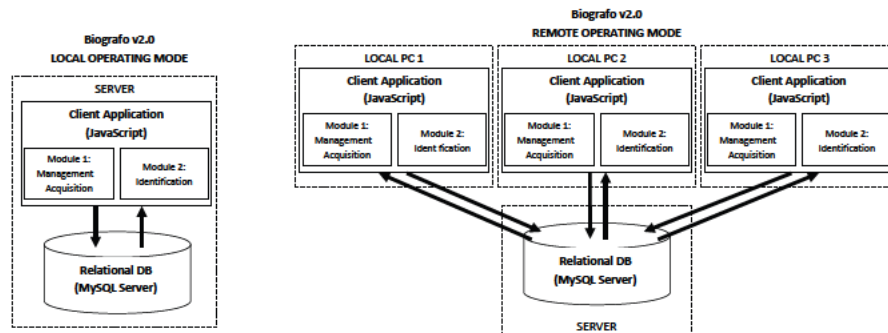 Biografo v2.0
LOCAL OPERATING MODE
SERVER
Client Application
(JavaScript)
Module 1:
Management
Acquisition
Module 2:
Identification
Relational DB
(MySQL Server)
Biografo v2.0
REMOTE OPERATING MODE
LOCAL PC 1
Client Application
(JavaScript)
Module 1:
Management
Acquisition
Module 2:
Ident fication
LOCAL PC 2
Client Application
(JavaScript)
Module 1:
Management
Acquisition
Module 2:
Identification
LOCAL PC 3
Client Application
(JavaScript)
Module 1:
Management
Acquisition
Module 2:
Identification
Relational DB
(MySQL Server)
SERVER